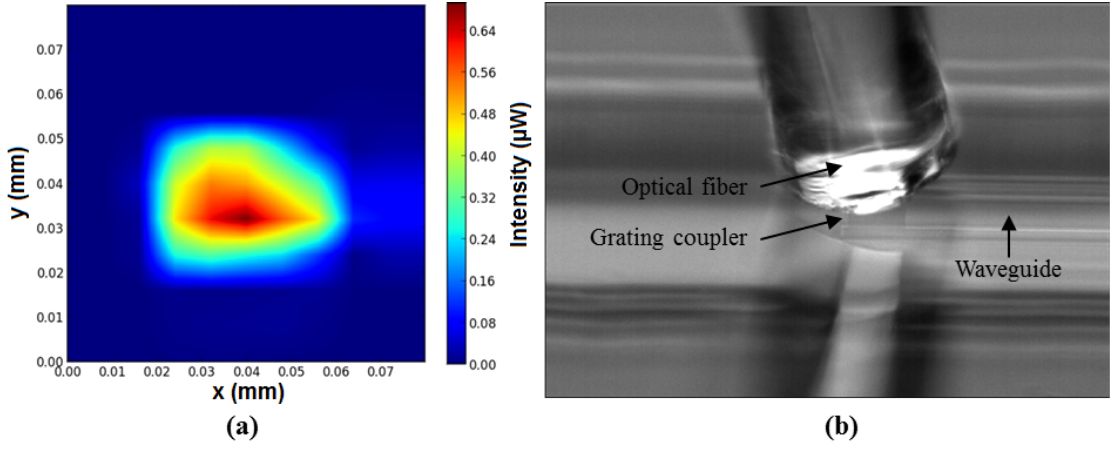 0.07
0.06
0.05
0.04
0.03
0.02
0.01
0.00
y (mm)
0.00 0.01 0.02 0.03 0.04 0.05 0.06 0.07
x (mm)
0.64
0.56
0.48
0.40
0.32
0.24
0.16
0.08
0.00
Intensity (µW)
(a)
Optical fiber
Grating coupler
Waveguide
(b)